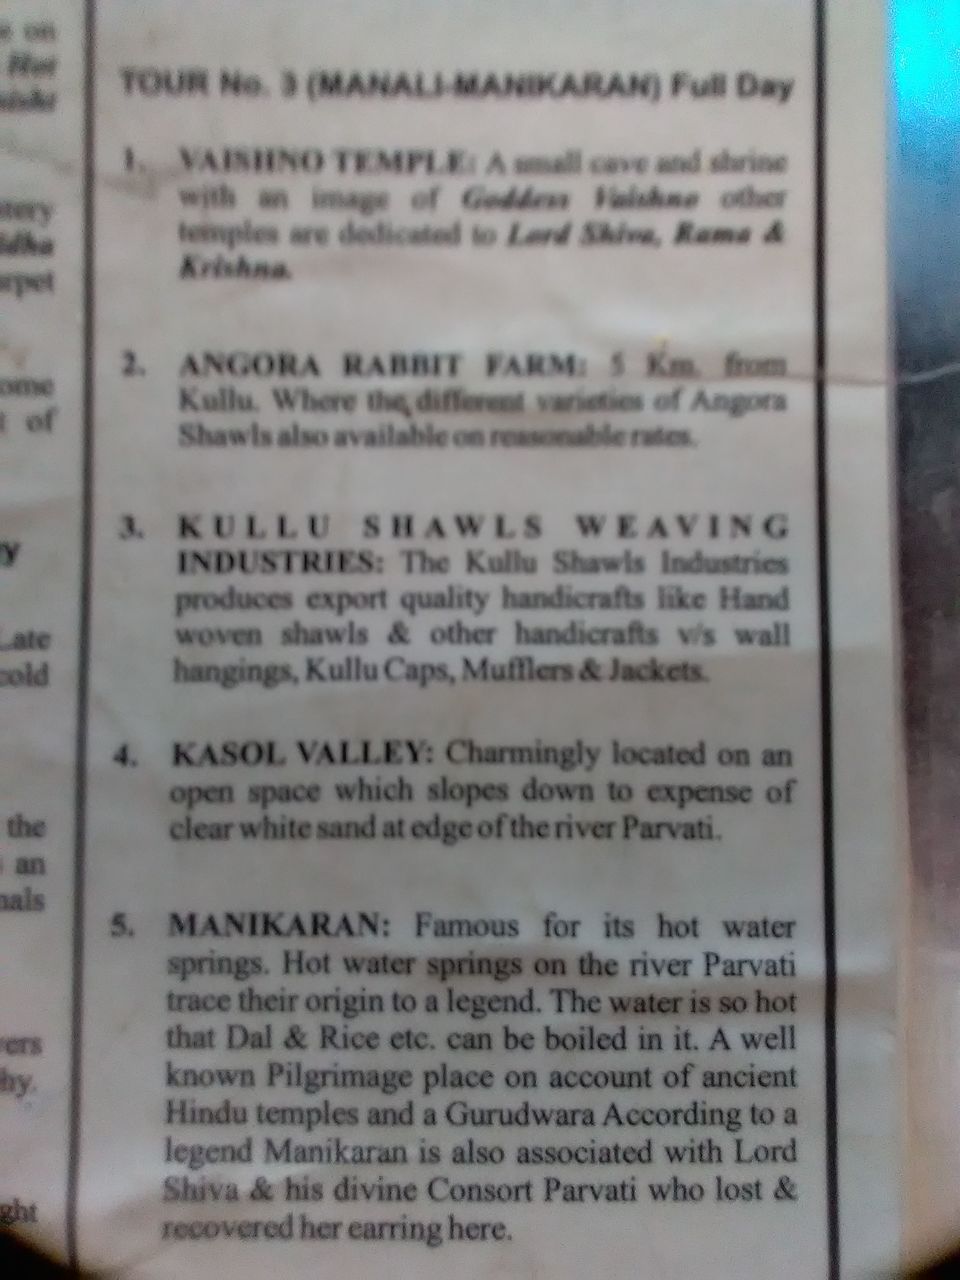 TOUR No. 3 (MANALI-MANIKARAN) Full Day
1. VAISHNO TEMPLE: A small cave and shrine
with an image of Goddess Vaishno other
temples are dedicated to Lord Shiva, Rama &
Krishna.
2. ANGORA RABBIT FARM: 5 Km. from
Kullu. Where the different varieties of Angora
Shawls also available on reasonable rates.
3. KULLU SHAWLS WEAVING
INDUSTRIES: The Kullu Shawls Industries
produces export quality handicrafts like Hand
woven shawls & other handicrafts v/s wall
hangings, Kullu Caps, Mufflers & Jackets.
4. KASOL VALLEY: Charmingly located on an
open space which slopes down to expense of
clear white sand at edge of the river Parvati.
5. MANIKARAN: Famous for its hot water
springs. Hot water springs on the river Parvati
trace their origin to a legend. The water is so hot
that Dal & Rice etc. can be boiled in it. A well
known Pilgrimage place on account of ancient
Hindu temples and a Gurudwara According to a
legend Manikaran is also associated with Lord
Shiva & his divine Consort Parvati who lost &
recovered her earring here.